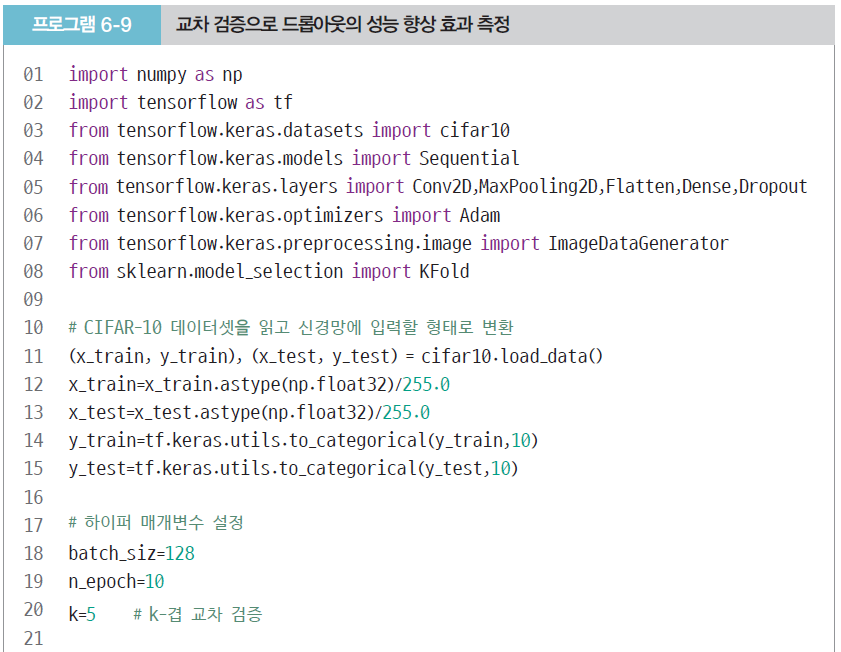 프로그램 6-9 교차 검증으로 드롭아웃의 성능 향상 효과 측정
01 import numpy as np
02 import tensorflow as tf
03 from tensorflow.keras.datasets import cifar10
04 from tensorflow.keras.models import Sequential
05 from tensorflow.keras.layers import Conv2D,MaxPooling2D,Flatten,Dense,Dropout
06 from tensorflow.keras.optimizers import Adam
07 from tensorflow.keras.preprocessing.image import ImageDataGenerator
08 from sklearn.model_selection import KFold
09
10 # CIFAR-10 데이터셋을 읽고 신경망에 입력할 형태로 변환
11 (x_train, y_train), (x_test, y_test) = cifar10.load_data()
12 x_train=x_train.astype(np.float32)/255.0
13 x_test=x_test.astype(np.float32)/255.0
14 y_train=tf.keras.utils.to_categorical(y_train,10)
15 y_test=tf.keras.utils.to_categorical(y_test,10)
16
17 # 하이퍼 매개변수 설정
18 batch_siz=128
19 n_epoch=10
20 k=5 # k-겹 교차 검증
21